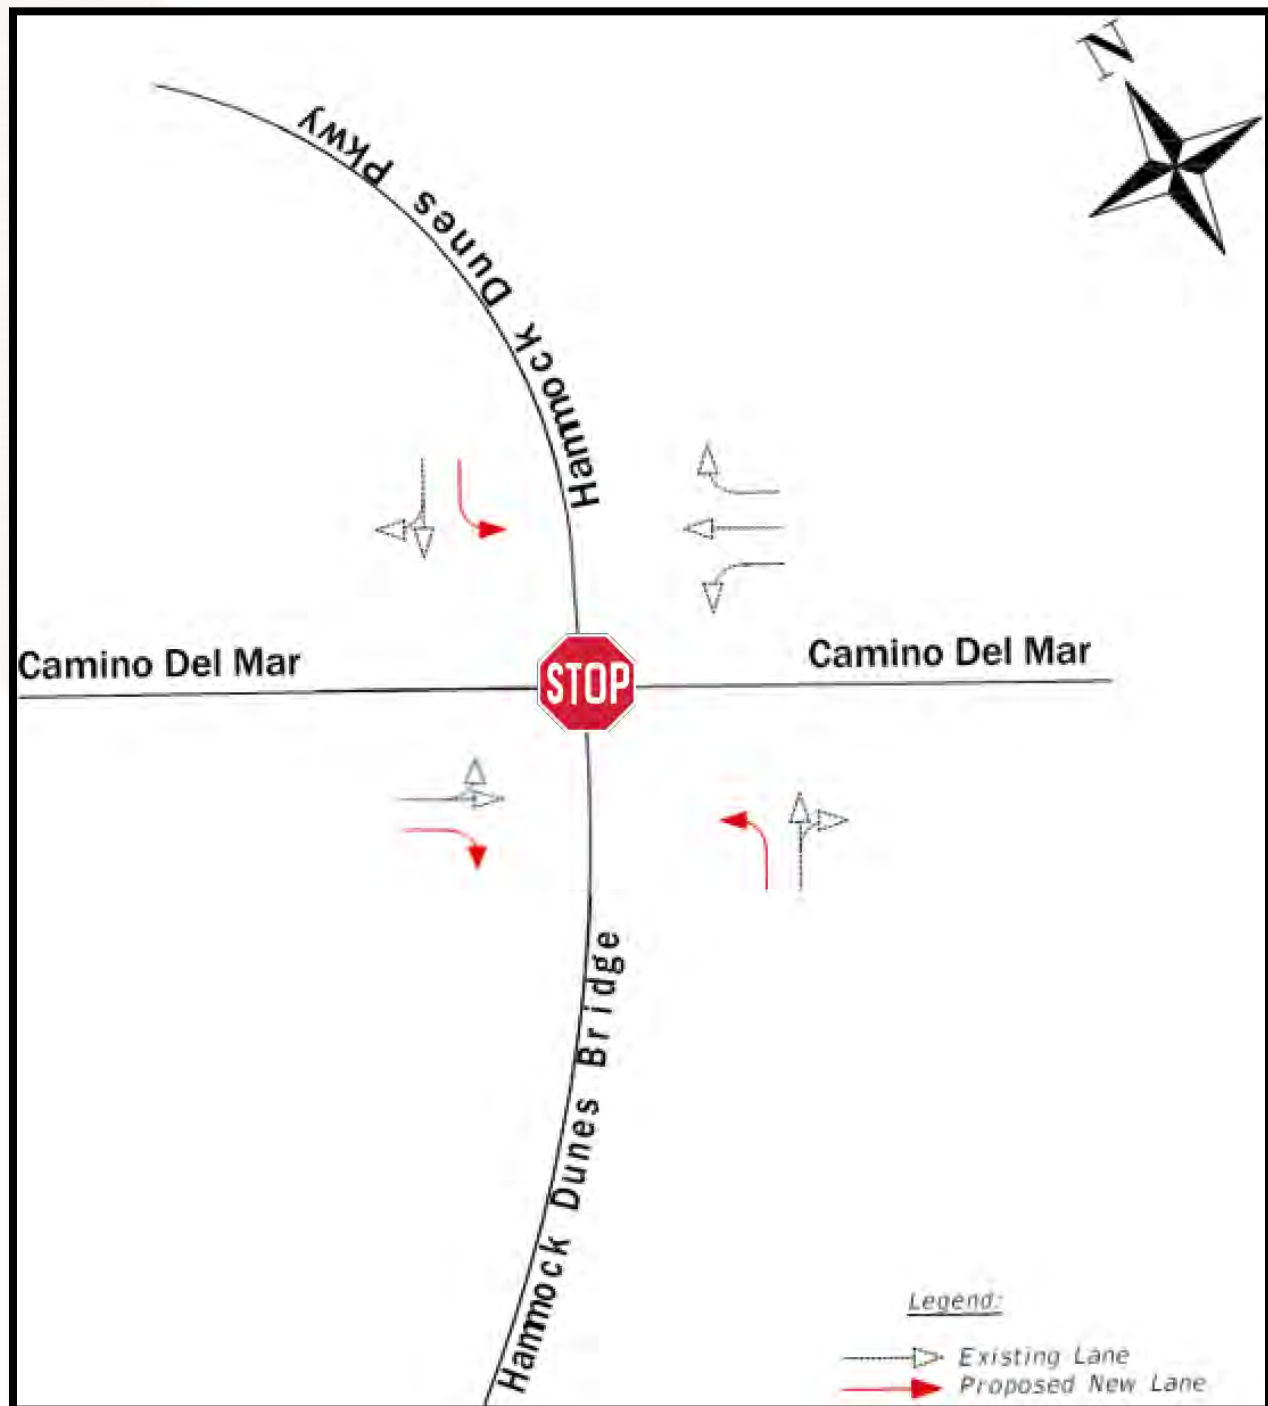 N
Hammock Dunes Pkwy
Camino Del Mar
Camino Del Mar
STOP
Hammock Dunes Bridge
Legend:
Existing Lane
Proposed New Lane